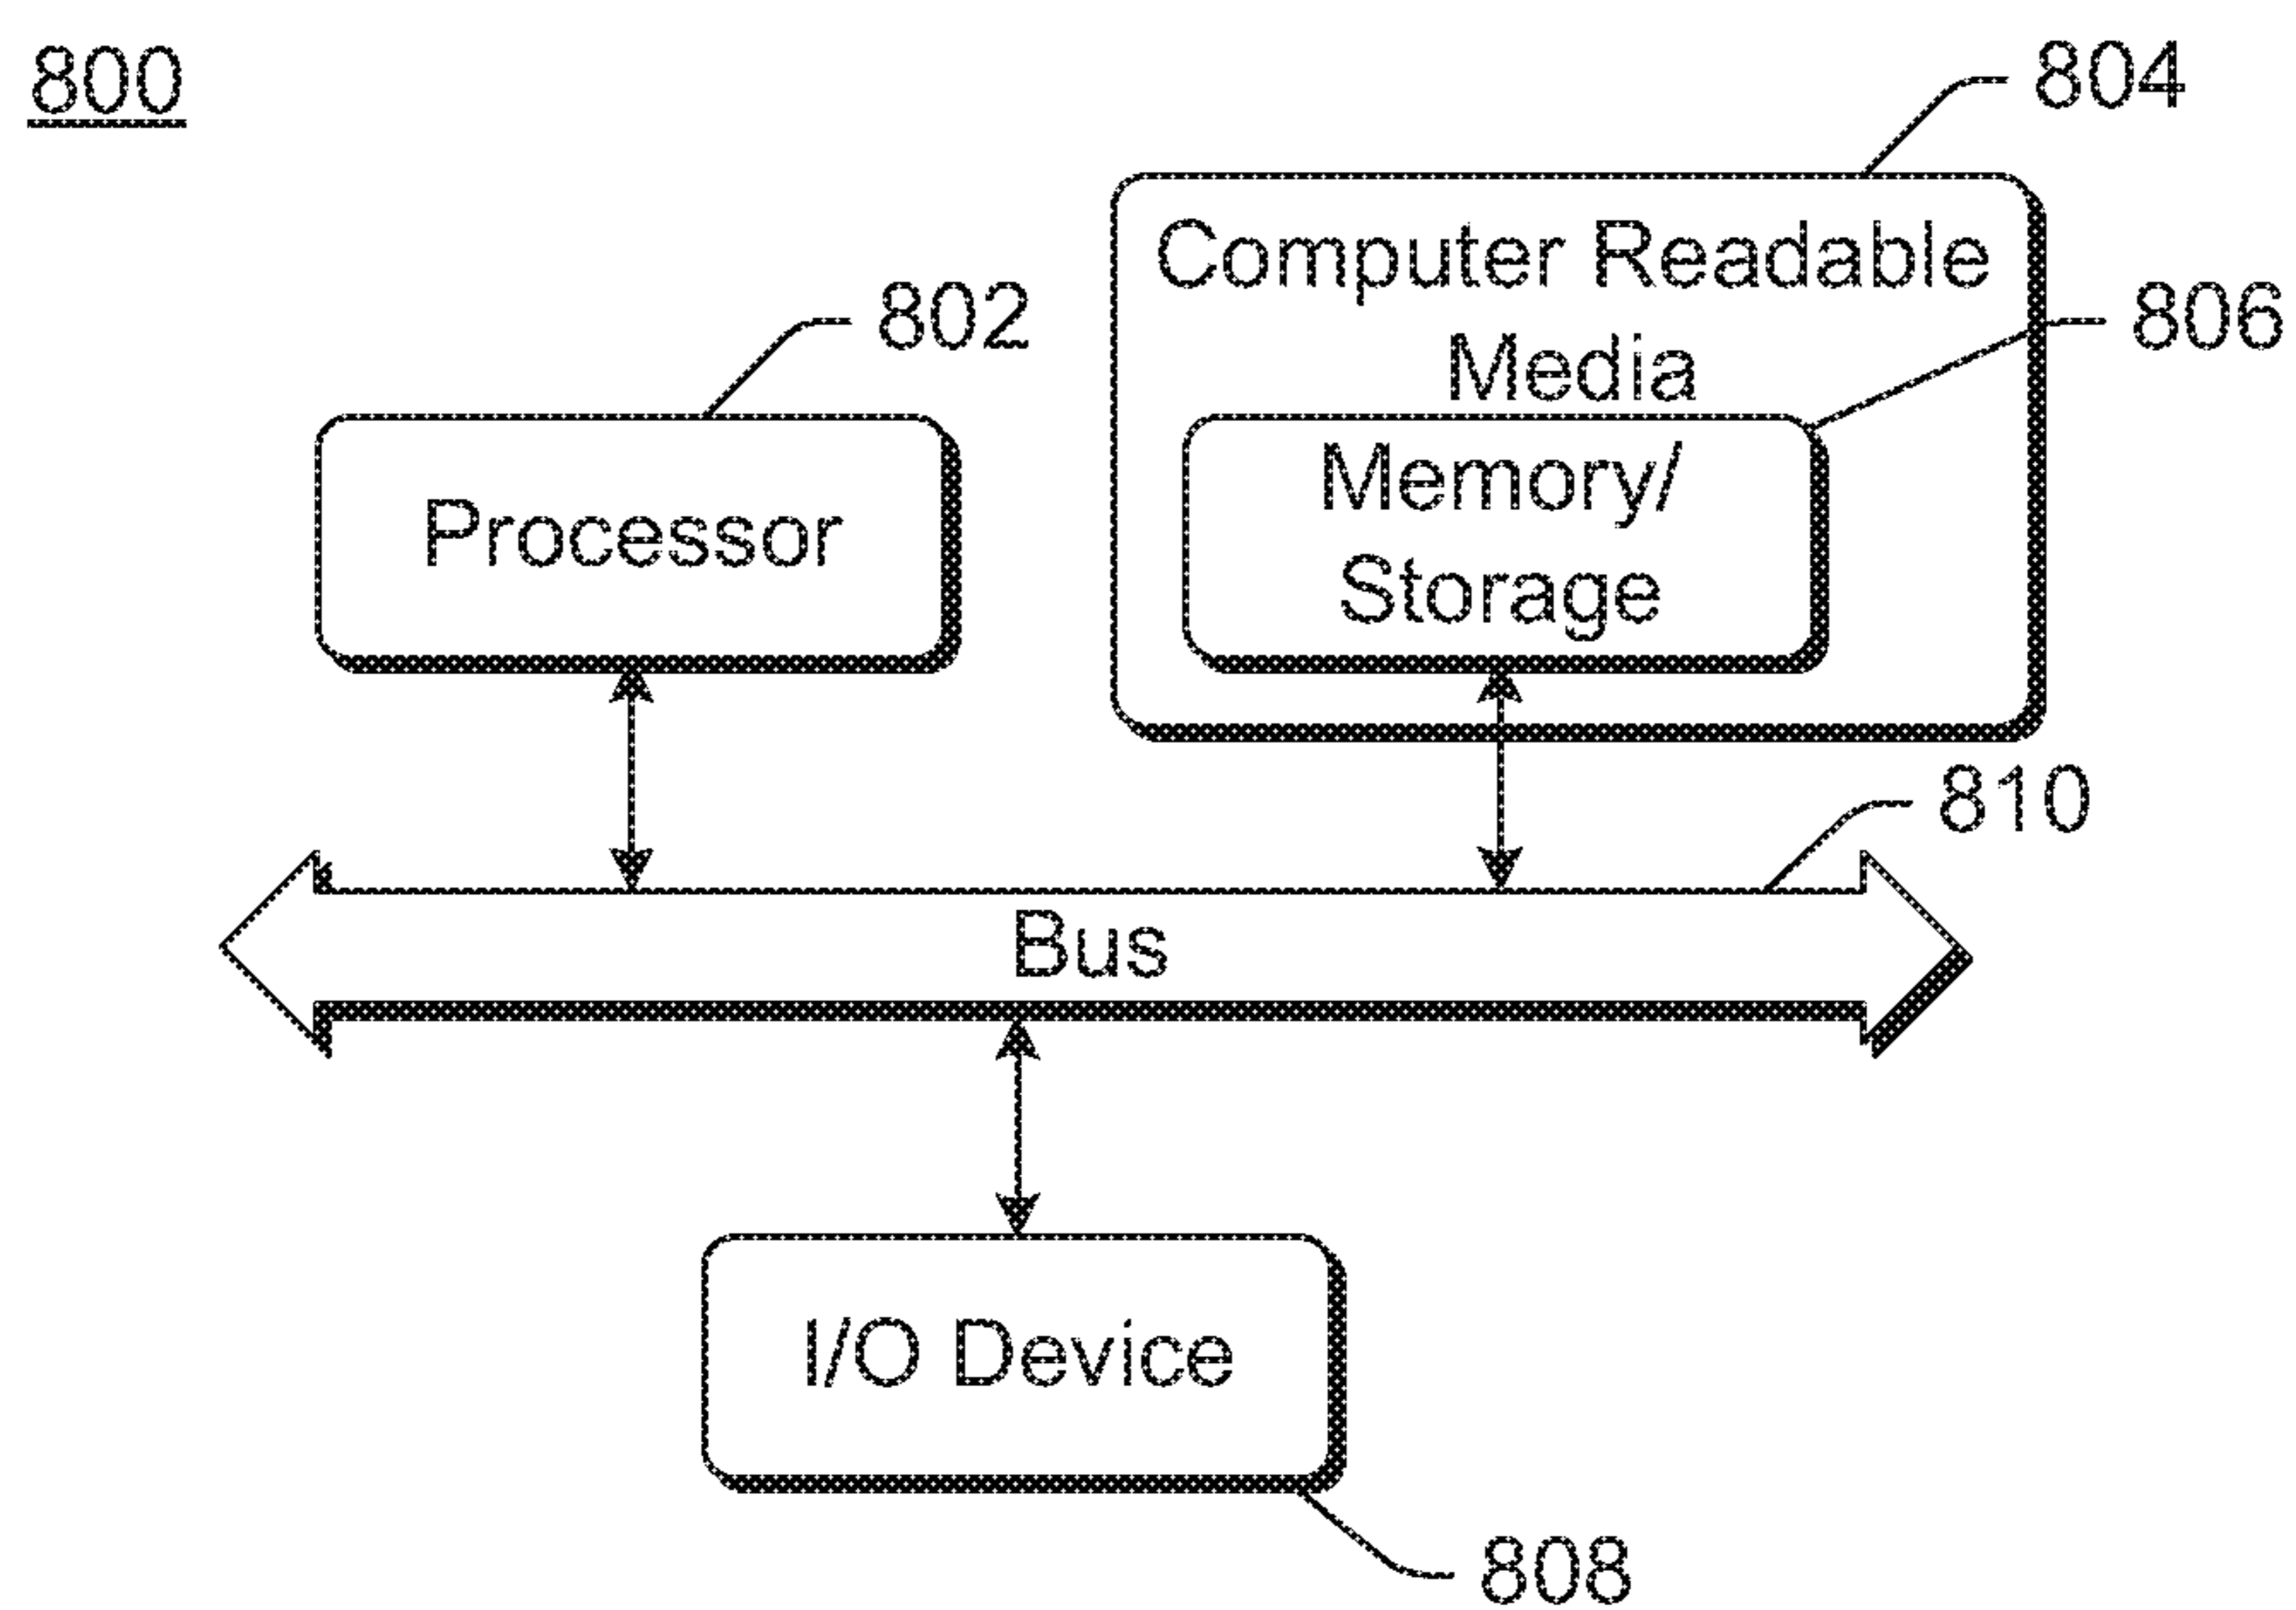 800
804
Computer Readable
Media
802
806
Processor
Memory/
Storage
810
Bus
I/O Device
808